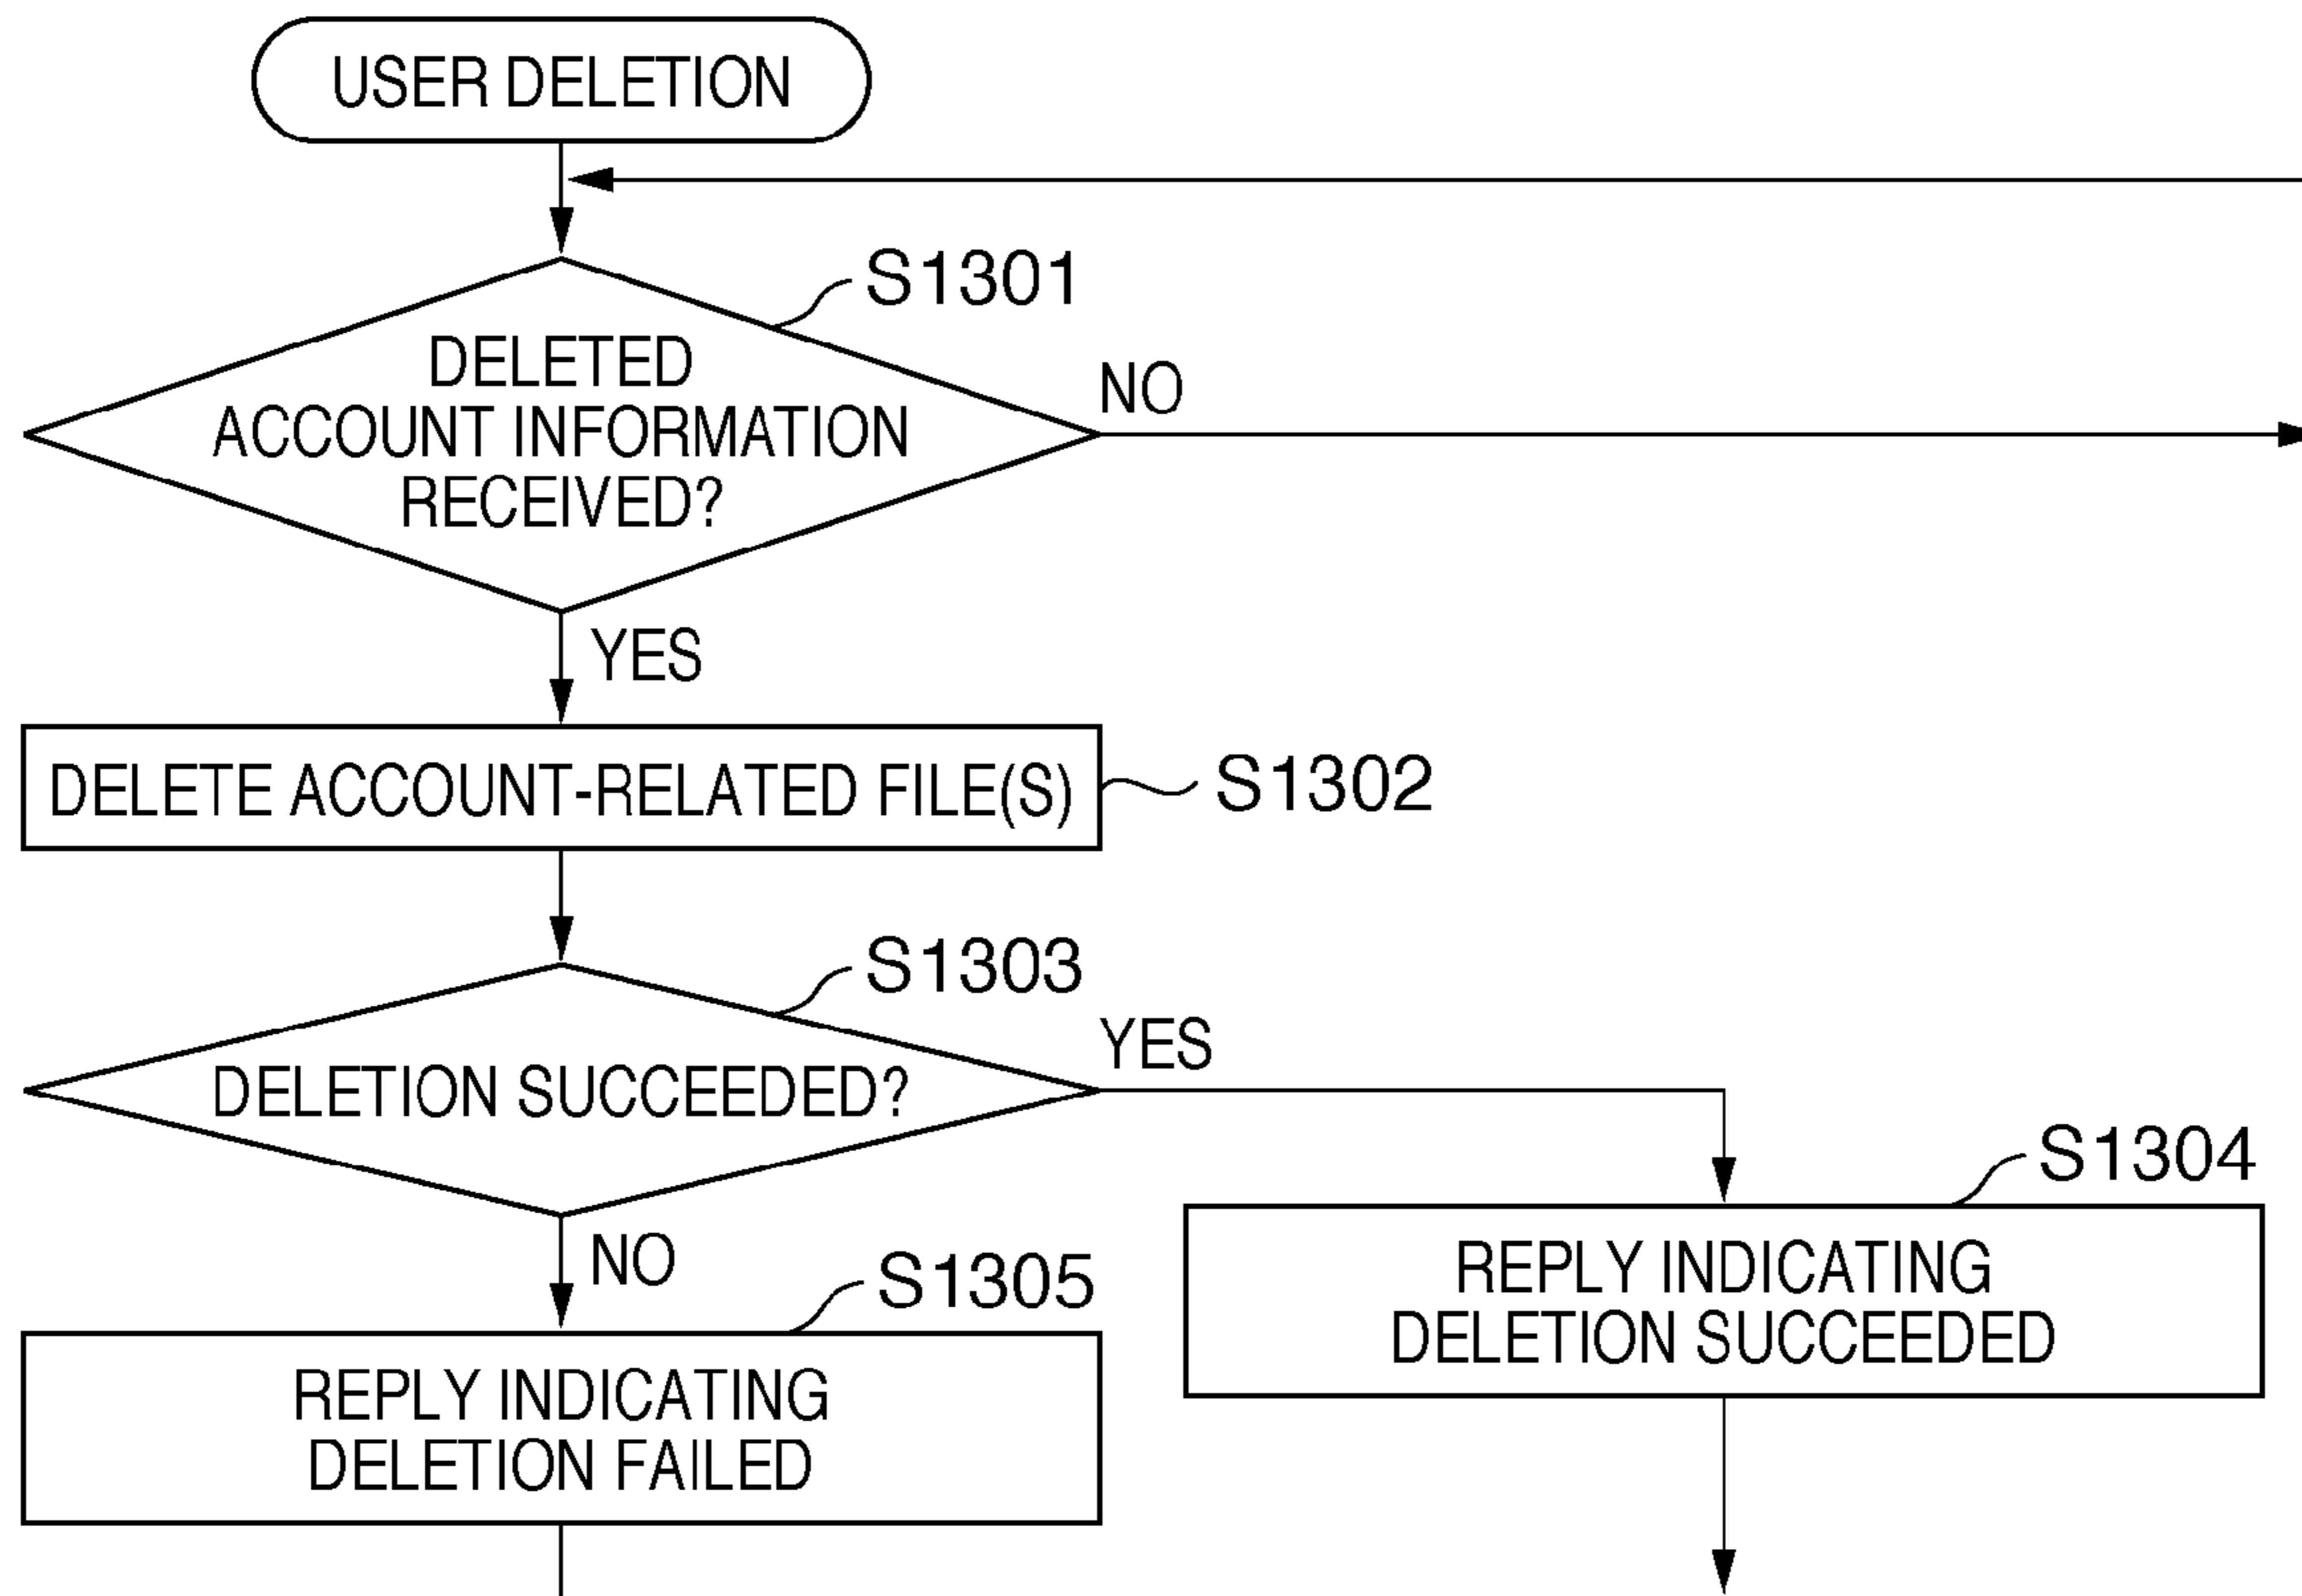 USER DELETION
S1301
DELETED
ACCOUNT INFORMATION
RECEIVED?
NO
YES
DELETE ACCOUNT-RELATED FILE(S)
S1302
S1303
DELETION SUCCEEDED?
YES
S1304
REPLY INDICATING
DELETION SUCCEEDED
NO
S1305
REPLY INDICATING
DELETION FAILED